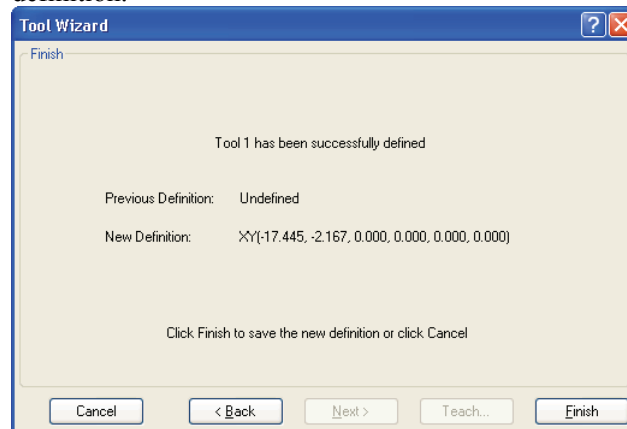 definition.
Tool Wizard
Finish
Tool 1 has been successfully defined
Previous Definition: Undefined
New Definition: XY(-17.445, -2.167, 0.000, 0.000, 0.000, 0.000)
Click Finish to save the new definition or click Cancel
Cancel < Back Next > Teach... Finish